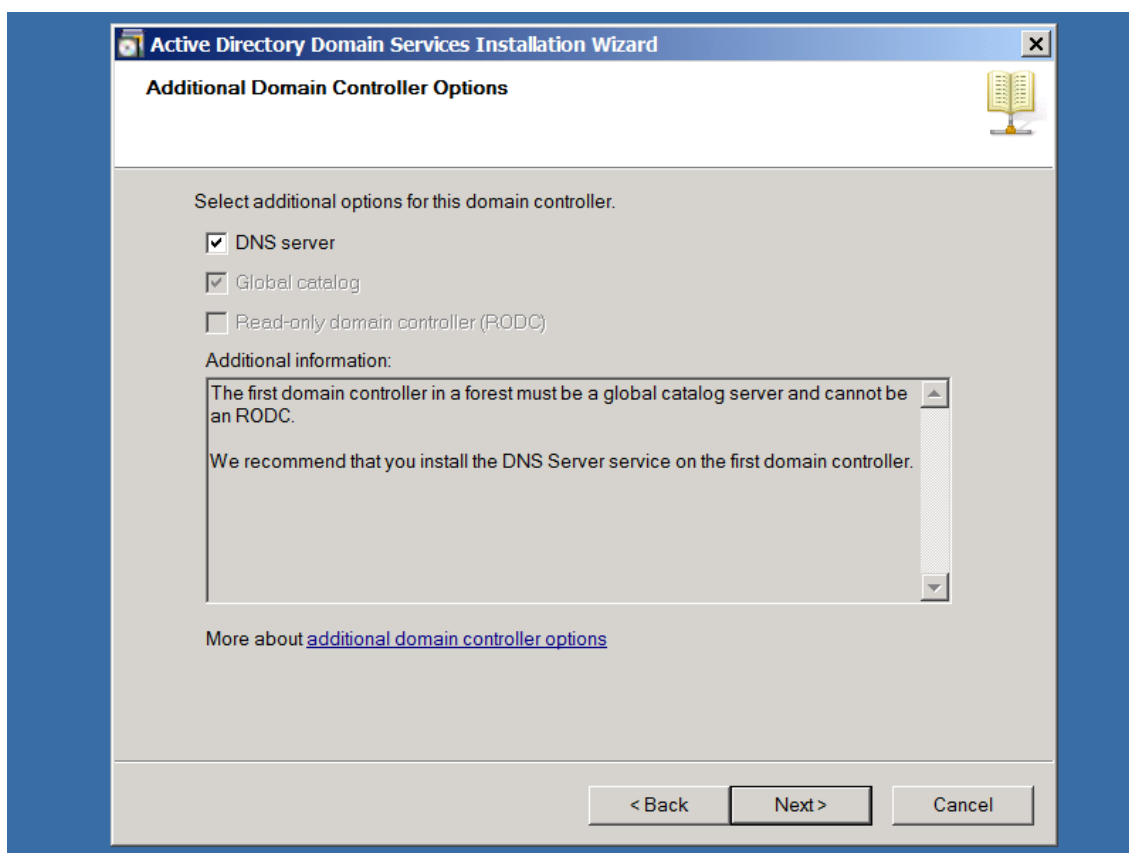 Active Directory Domain Services Installation Wizard
Additional Domain Controller Options
Select additional options for this domain controller.
DNS server
Global catalog
Read-only domain controller (RODC)
Additional information:
The first domain controller in a forest must be a global catalog server and cannot be
an RODC.
We recommend that you install the DNS Server service on the first domain controller.
More about additional domain controller options
< Back Next > Cancel